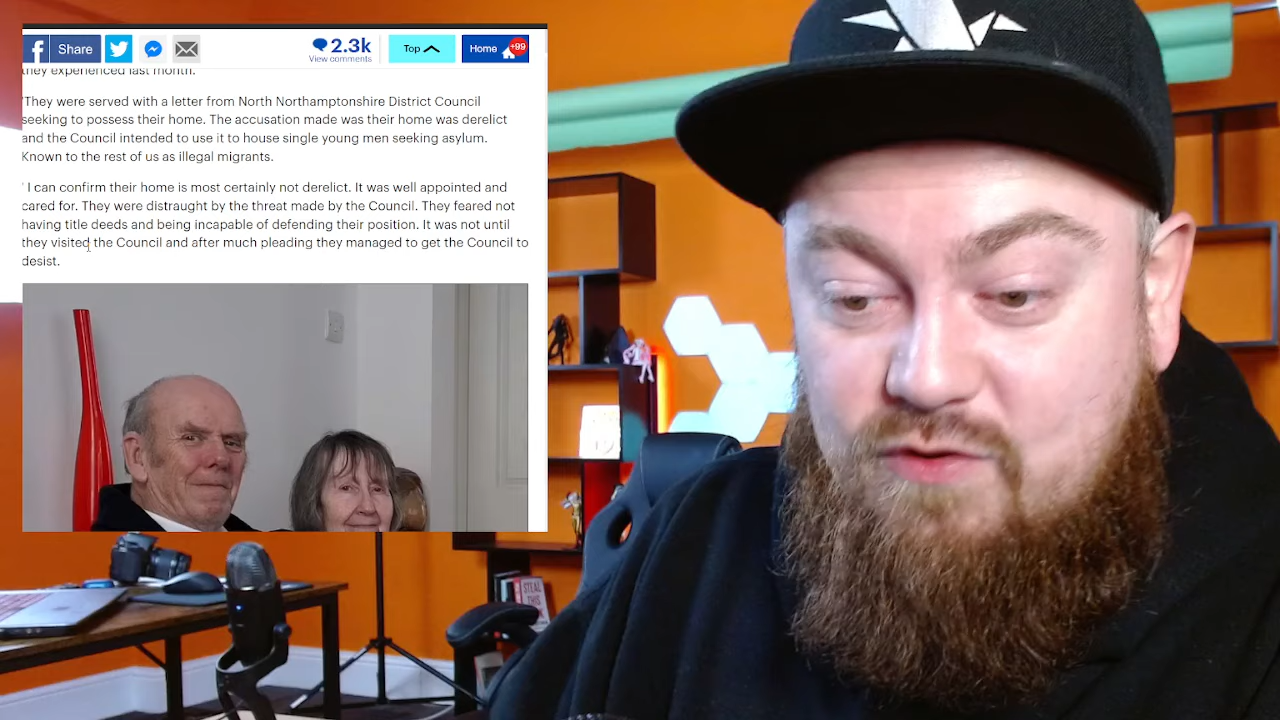 Share
2.3k
View comments
Top
Home
+99
they experienced last month.
'They were served with a letter from North Northamptonshire District Council
seeking to possess their home. The accusation made was their home was derelict
and the Council intended to use it to house single young men seeking asylum.
Known to the rest of us as illegal migrants.
' I can confirm their home is most certainly not derelict. It was well appointed and
cared for. They were distraught by the threat made by the Council. They feared not
having title deeds and being incapable of defending their position. It was not until
they visited the Council and after much pleading they managed to get the Council to
desist.
STEAL
THIS